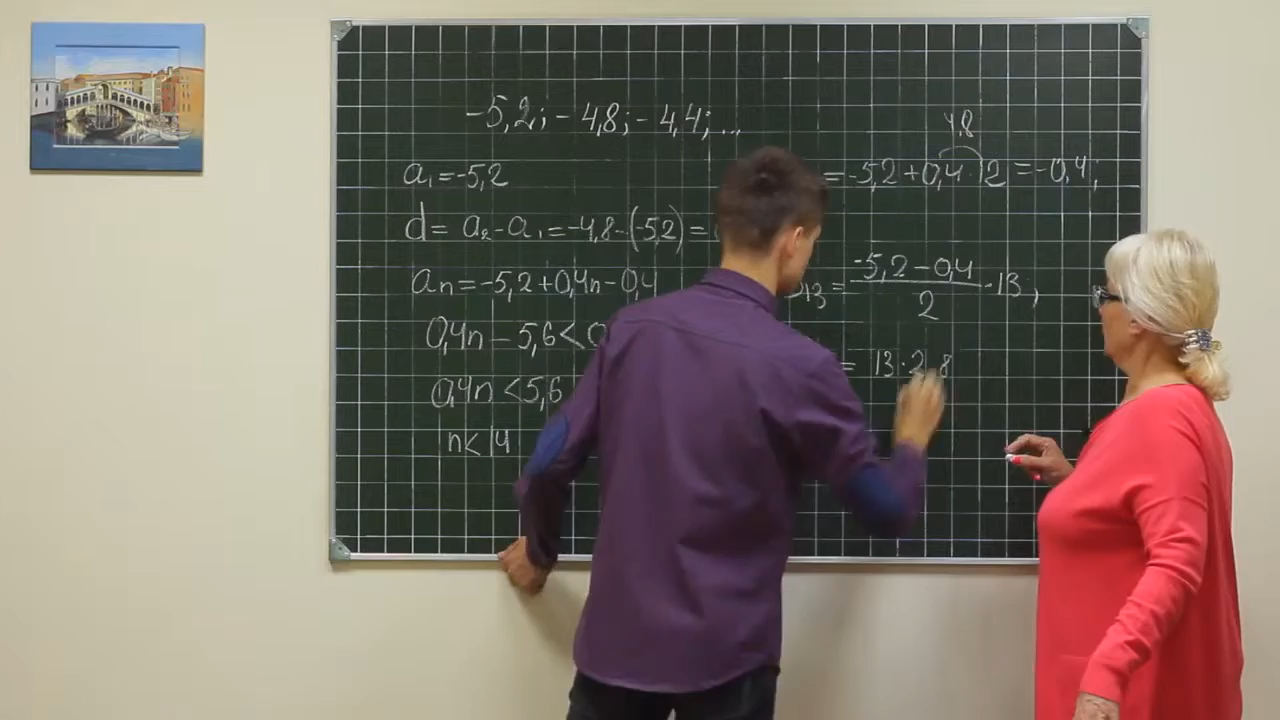 -5,2; -4,8; -4,4; ...
a₁=-5,2
d= a₂-a₁=-4,8-(-5,2)=
aₙ=-5,2+0,4n-0,4
0,4n-5,6<0
0,4n<5,6
n<14
4,8
=-5,2+0,4·12=-0,4;
S₁₃=(-5,2-0,4)/2·13;
= 13·2,8